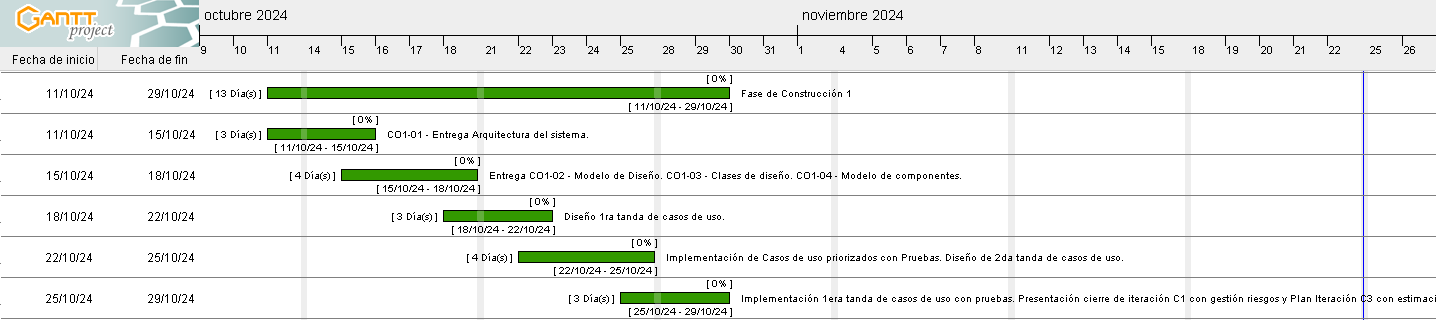 GANTT project
octubre 2024 noviembre 2024
9 10 11 14 15 16 17 18 21 22 23 24 25 28 29 30 31 1 4 5 6 7 8 11 12 13 14 15 18 19 20 21 22 25 26
Fecha de inicio Fecha de fin
[ 0% ]
11/10/24 29/10/24 [ 13 Día(s) ] Fase de Construcción 1
[ 11/10/24 - 29/10/24 ]
[ 0% ]
11/10/24 15/10/24 [ 3 Día(s) ] CO1-01 - Entrega Arquitectura del sistema.
[ 11/10/24 - 15/10/24 ]
[ 0% ]
15/10/24 18/10/24 [ 4 Día(s) ] Entrega CO1-02 - Modelo de Diseño. CO1-03 - Clases de diseño. CO1-04 - Modelo de componentes.
[ 15/10/24 - 18/10/24 ]
[ 0% ]
18/10/24 22/10/24 [ 3 Día(s) ] Diseño 1ra tanda de casos de uso.
[ 18/10/24 - 22/10/24 ]
[ 0% ]
22/10/24 25/10/24 [ 4 Día(s) ] Implementación de Casos de uso priorizados con Pruebas. Diseño de 2da tanda de casos de uso.
[ 22/10/24 - 25/10/24 ]
[ 0% ]
25/10/24 29/10/24 [ 3 Día(s) ] Implementación 1era tanda de casos de uso con pruebas. Presentación cierre de iteración C1 con gestión riesgos y Plan Iteración C3 con estimaci
[ 25/10/24 - 29/10/24 ]